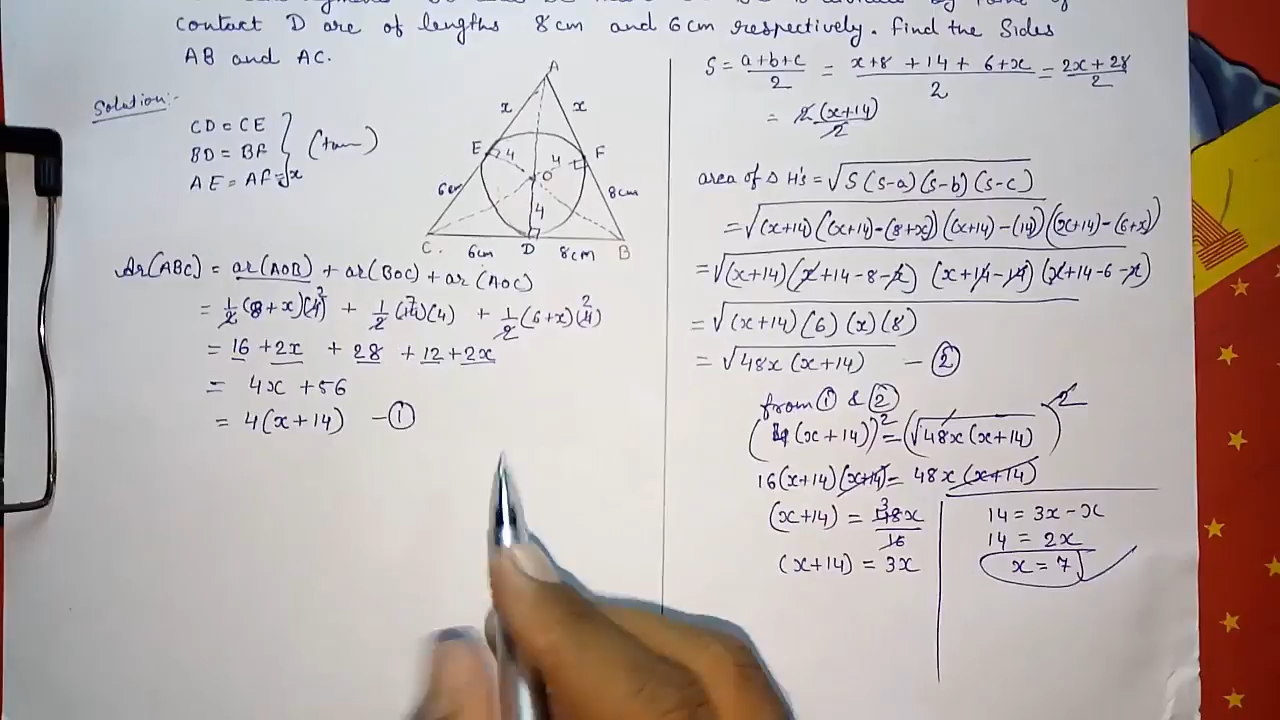 contact D are of lengths 8cm and 6cm respectively. find the Sides
AB and AC.
Solution:-
CD = CE
BD = BF
AE = AF = x
A
x x
E 4 4 F
O
6cm 4 8cm
C. 6cm D 8cm B
Ar(ABC) = ar(AOB) + ar(BOC) + ar(AOC)
= 1/2 (8+x)(4) + 1/2 (14)(4) + 1/2 (6+x)(4)
= 16 + 2x + 28 + 12 + 2x
= 4x + 56
= 4(x+14) - ①
S = a+b+c/2 = x+8 + 14 + 6+x/2 = 2x + 28/2
= 2(x+14)/2
area of Δ H's = √S(s-a)(s-b)(s-c)
= √(x+14)((x+14)-(8+x))((x+14)-(14))((x+14)-(6+x))
= √(x+14)(x+14-8-x) (x+14-14)(x+14-6-x)
= √(x+14)(6)(x)(8)
= √48x(x+14) - ②
from ① & ②
(4(x+14))² = (√48x(x+14))²
16(x+14)(x+14) = 48x(x+14)
(x+14) = 48x/16 3
(x+14) = 3x
14 = 3x - x
14 = 2x
x = 7